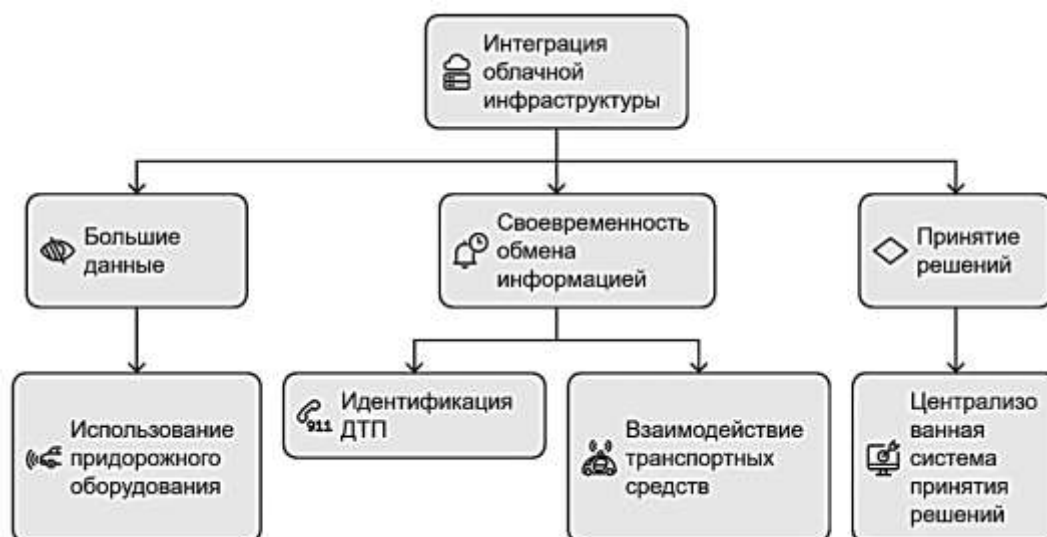 Интеграция
облачной
инфраструктуры
Большие
данные
Своевременность
обмена
информацией
Принятие
решений
Использование
придорожного
оборудования
911
Идентификация
ДТП
Взаимодействие
транспортных
средств
Централизо
ванная
система
принятия
решений